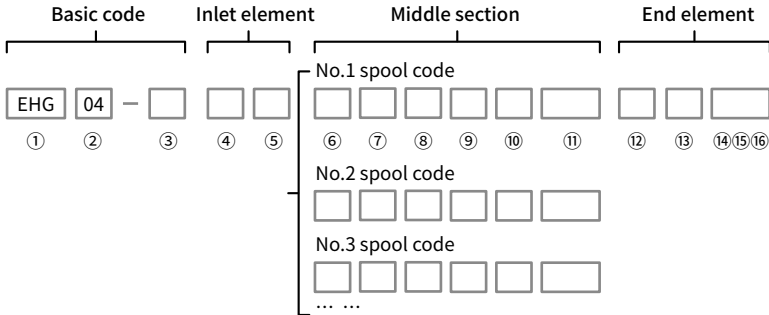 Basic code Inlet element Middle section End element
No.1 spool code
EHG 04 –
① ② ③ ④ ⑤ ⑥ ⑦ ⑧ ⑨ ⑩ ⑪ ⑫ ⑬ ⑭⑮⑯
No.2 spool code
No.3 spool code
... ...